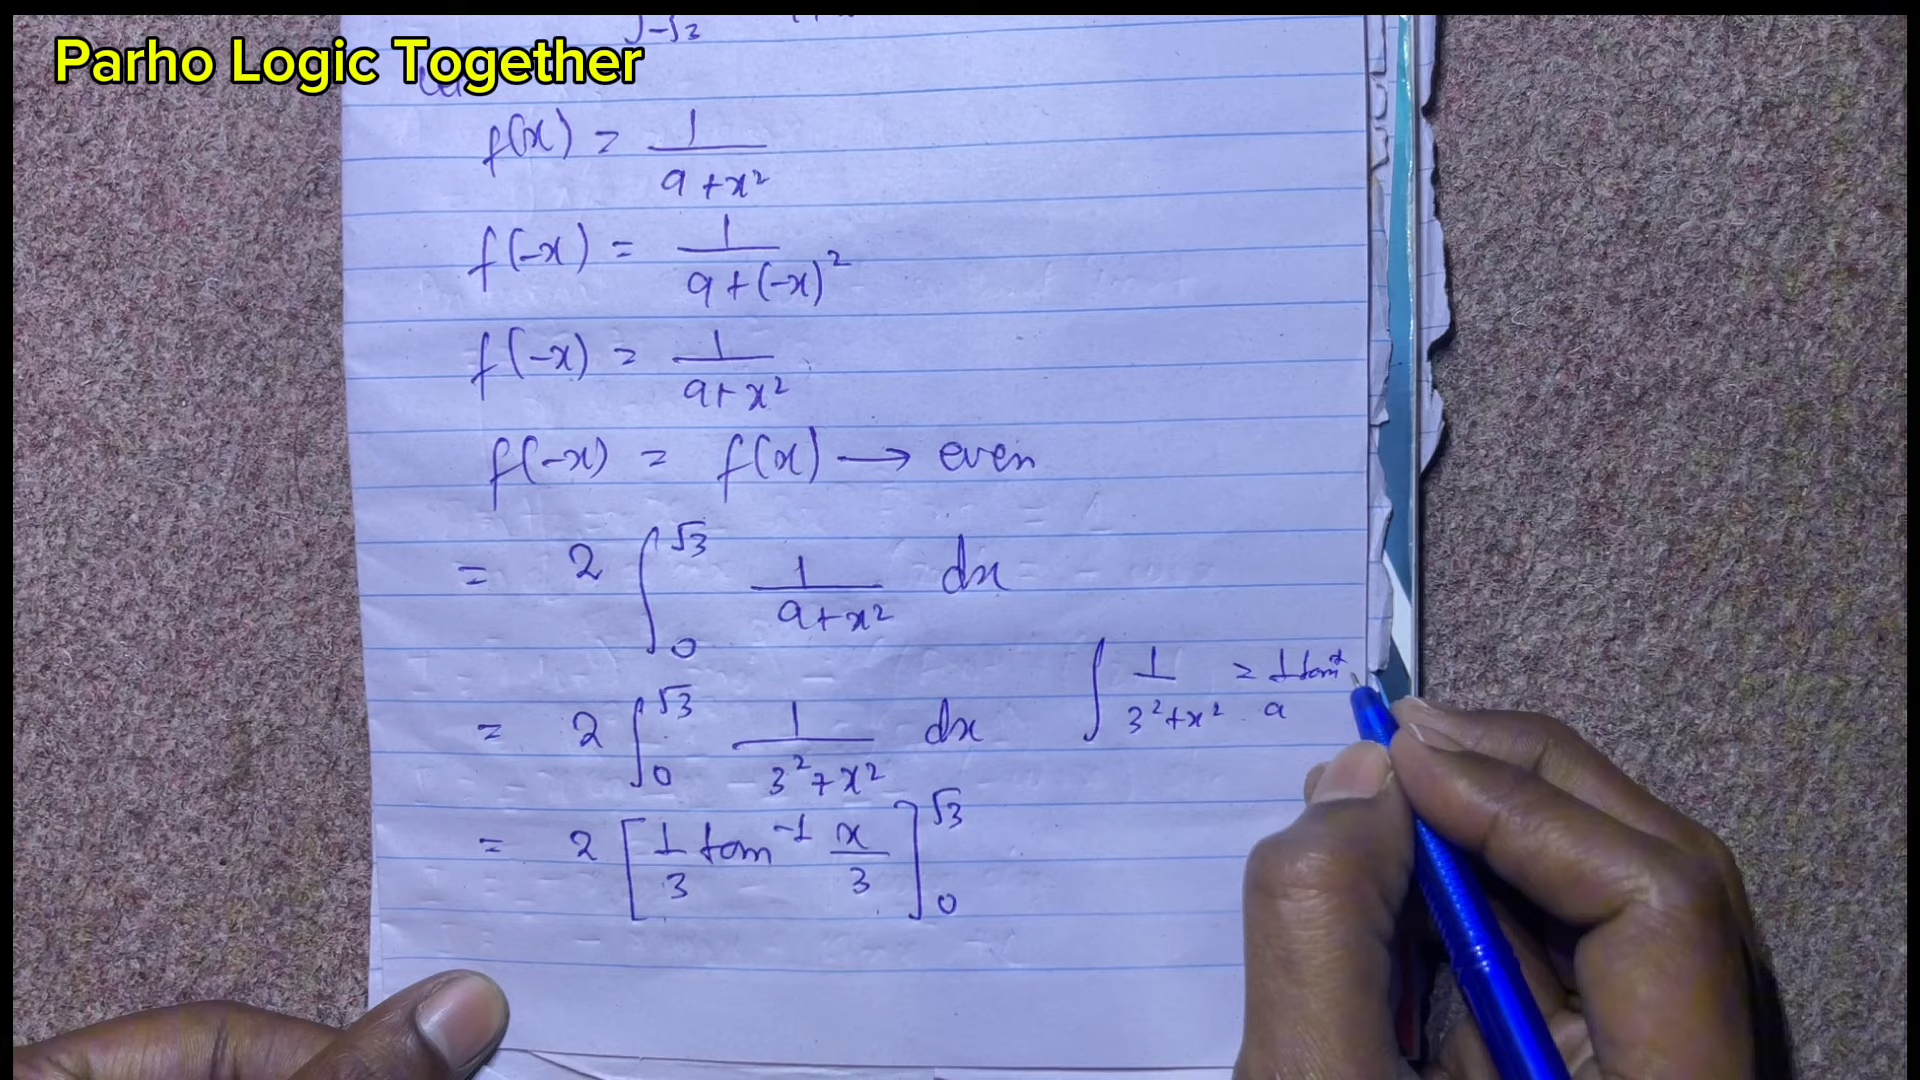 ∫-√3
Parho Logic Together
f(x) = 1/(9+x²)
f(-x) = 1/(9+(-x)²)
f(-x) = 1/(9+x²)
f(-x) = f(x) → even
= 2 ∫₀^√3 1/(9+x²) dx
= 2 ∫₀^√3 1/(3²+x²) dx
∫ 1/(3²+x²) = 1/a tan
= 2 [1/3 tan⁻¹ x/3]₀^√3